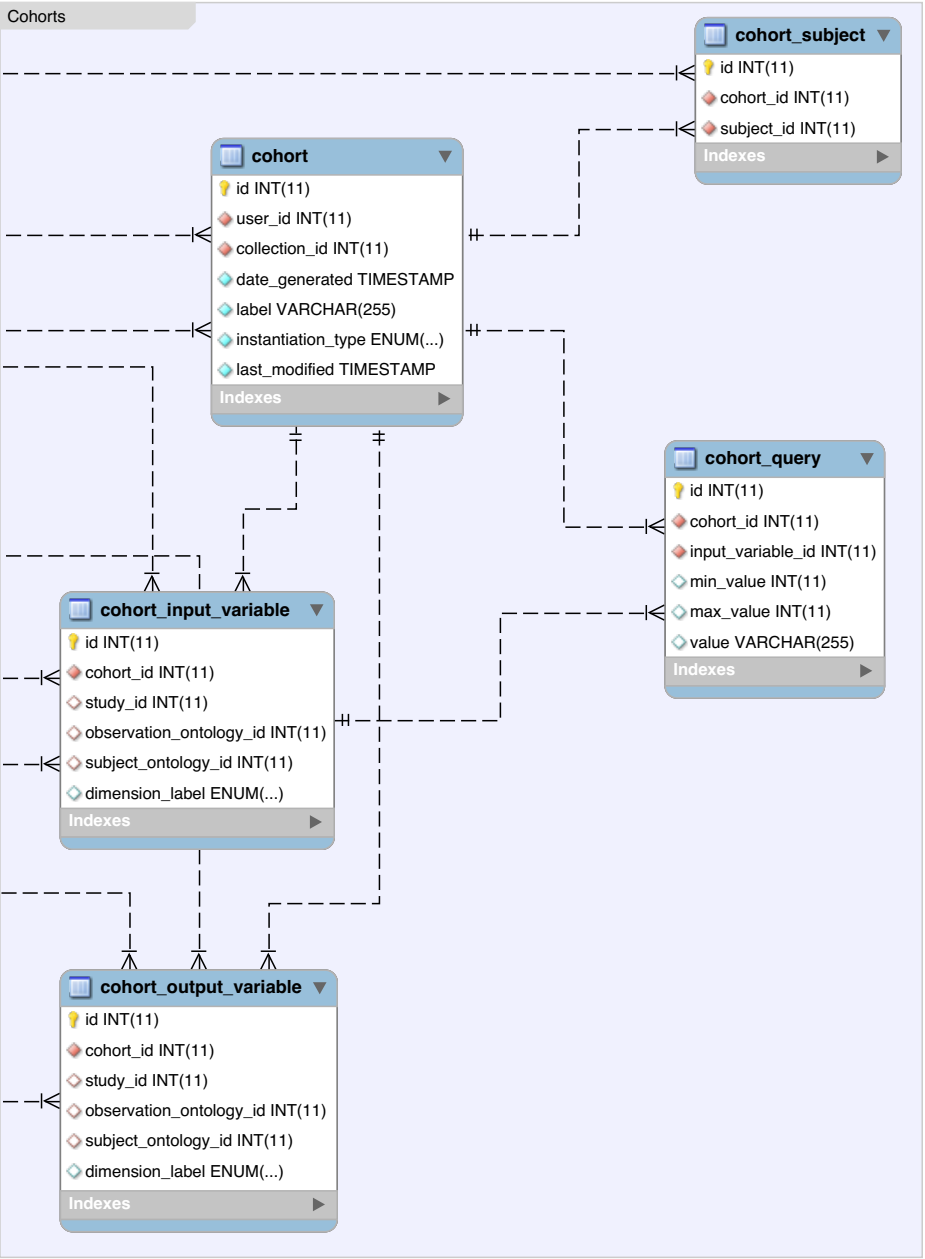 Cohorts
cohort_subject
id INT(11)
cohort_id INT(11)
subject_id INT(11)
Indexes
cohort
id INT(11)
user_id INT(11)
collection_id INT(11)
date_generated TIMESTAMP
label VARCHAR(255)
instantiation_type ENUM(...)
last_modified TIMESTAMP
Indexes
cohort_query
id INT(11)
cohort_id INT(11)
input_variable_id INT(11)
min_value INT(11)
max_value INT(11)
value VARCHAR(255)
Indexes
cohort_input_variable
id INT(11)
cohort_id INT(11)
study_id INT(11)
observation_ontology_id INT(11)
subject_ontology_id INT(11)
dimension_label ENUM(...)
Indexes
cohort_output_variable
id INT(11)
cohort_id INT(11)
study_id INT(11)
observation_ontology_id INT(11)
subject_ontology_id INT(11)
dimension_label ENUM(...)
Indexes